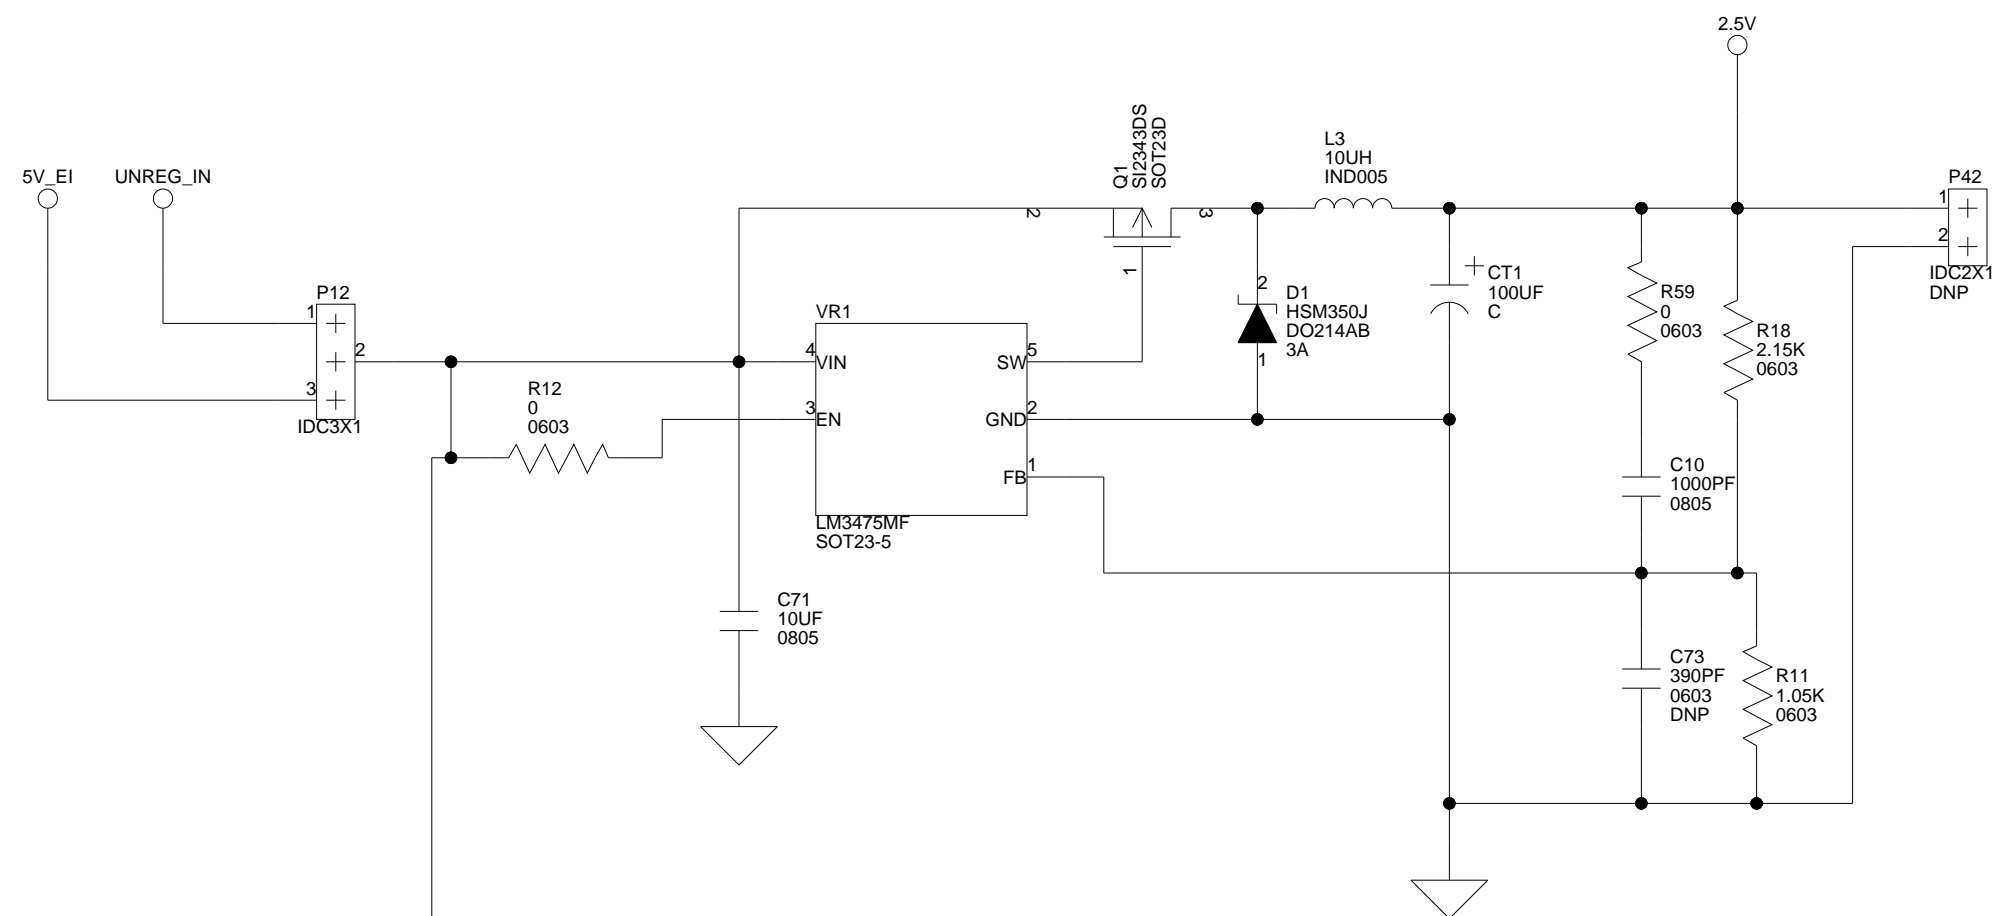 2.5V
5V_EI
UNREG_IN
Q1
SI2343DS
SOT23D
L3
10UH
IND005
P42
1
2
IDC2X1
DNP
2
3
1
P12
1
2
3
IDC3X1
VR1
4
VIN
3
EN
SW
5
GND
2
FB
1
LM3475MF
SOT23-5
R12
0
0603
2
D1
HSM350J
DO214AB
3A
1
CT1
100UF
C
R59
0
0603
R18
2.15K
0603
C10
1000PF
0805
C71
10UF
0805
C73
390PF
0603
DNP
R11
1.05K
0603